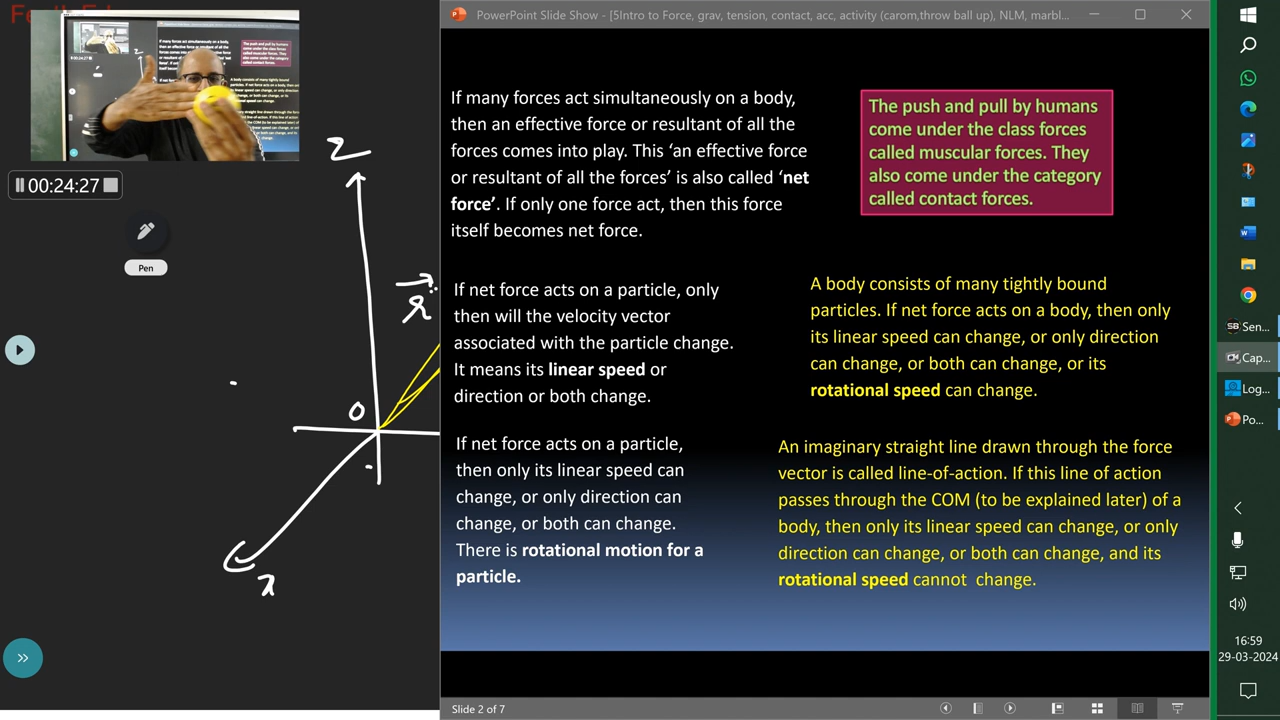 PowerPoint Slide Show - [Intro to Force, grav, tension
acc, activity (carom,throw ball up), NLM, marbl...
00:24:27
Pen
Z
r
0
x
If many forces act simultaneously on a body,
then an effective force or resultant of all the
forces comes into play. This ‘an effective force
or resultant of all the forces’ is also called ‘net
force’. If only one force act, then this force
itself becomes net force.
The push and pull by humans
come under the class forces
called muscular forces. They
also come under the category
called contact forces.
If net force acts on a particle, only
then will the velocity vector
associated with the particle change.
It means its linear speed or
direction or both change.
A body consists of many tightly bound
particles. If net force acts on a body, then only
its linear speed can change, or only direction
can change, or both can change, or its
rotational speed can change.
If net force acts on a particle,
then only its linear speed can
change, or only direction can
change, or both can change.
There is rotational motion for a
particle.
An imaginary straight line drawn through the force
vector is called line-of-action. If this line of action
passes through the COM (to be explained later) of a
body, then only its linear speed can change, or only
direction can change, or both can change, and its
rotational speed cannot change.
Slide 2 of 7
Sen...
Cap...
Log...
Po...
16:59
29-03-2024